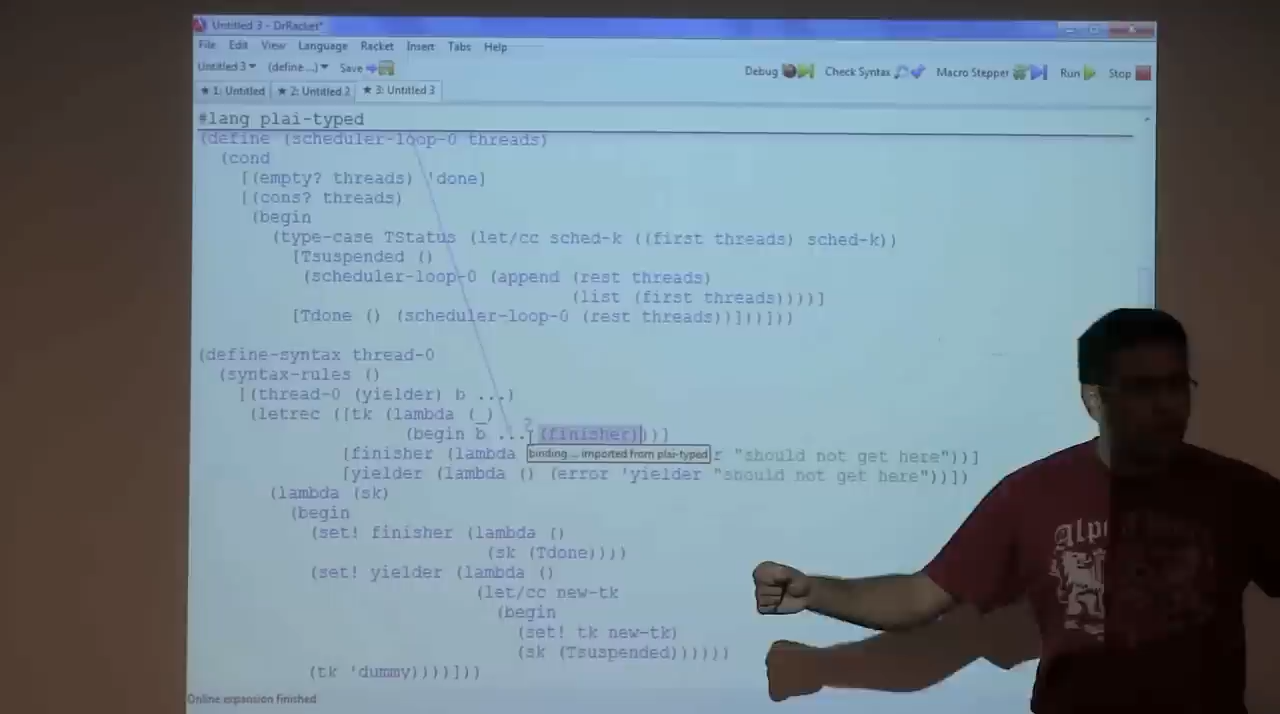 Untitled 3 - DrRacket*
File Edit View Language Racket Insert Tabs Help
Untitled 3 (define ...) Save Debug Check Syntax Macro Stepper Run Stop
1: Untitled 2: Untitled 2 3: Untitled 3
#lang plai-typed
(define (scheduler-loop-0 threads)
(cond
[(empty? threads) 'done]
[(cons? threads)
(begin
(type-case TStatus (let/cc sched-k ((first threads) sched-k))
[Tsuspended ()
(scheduler-loop-0 (append (rest threads)
(list (first threads))))]
[Tdone () (scheduler-loop-0 (rest threads))]))]))
(define-syntax thread-0
(syntax-rules ()
[(thread-0 (yielder) b ...)
(letrec ([tk (lambda (_)
(begin b ... (finisher)))]
[finisher (lambda binding ... imported from plai-typed r "should not get here"))]
[yielder (lambda () (error 'yielder "should not get here"))])
(lambda (sk)
(begin
(set! finisher (lambda ()
(sk (Tdone))))
(set! yielder (lambda ()
(let/cc new-tk
(begin
(set! tk new-tk)
(sk (Tsuspended))))))
(tk 'dummy))))]))
Online expansion finished